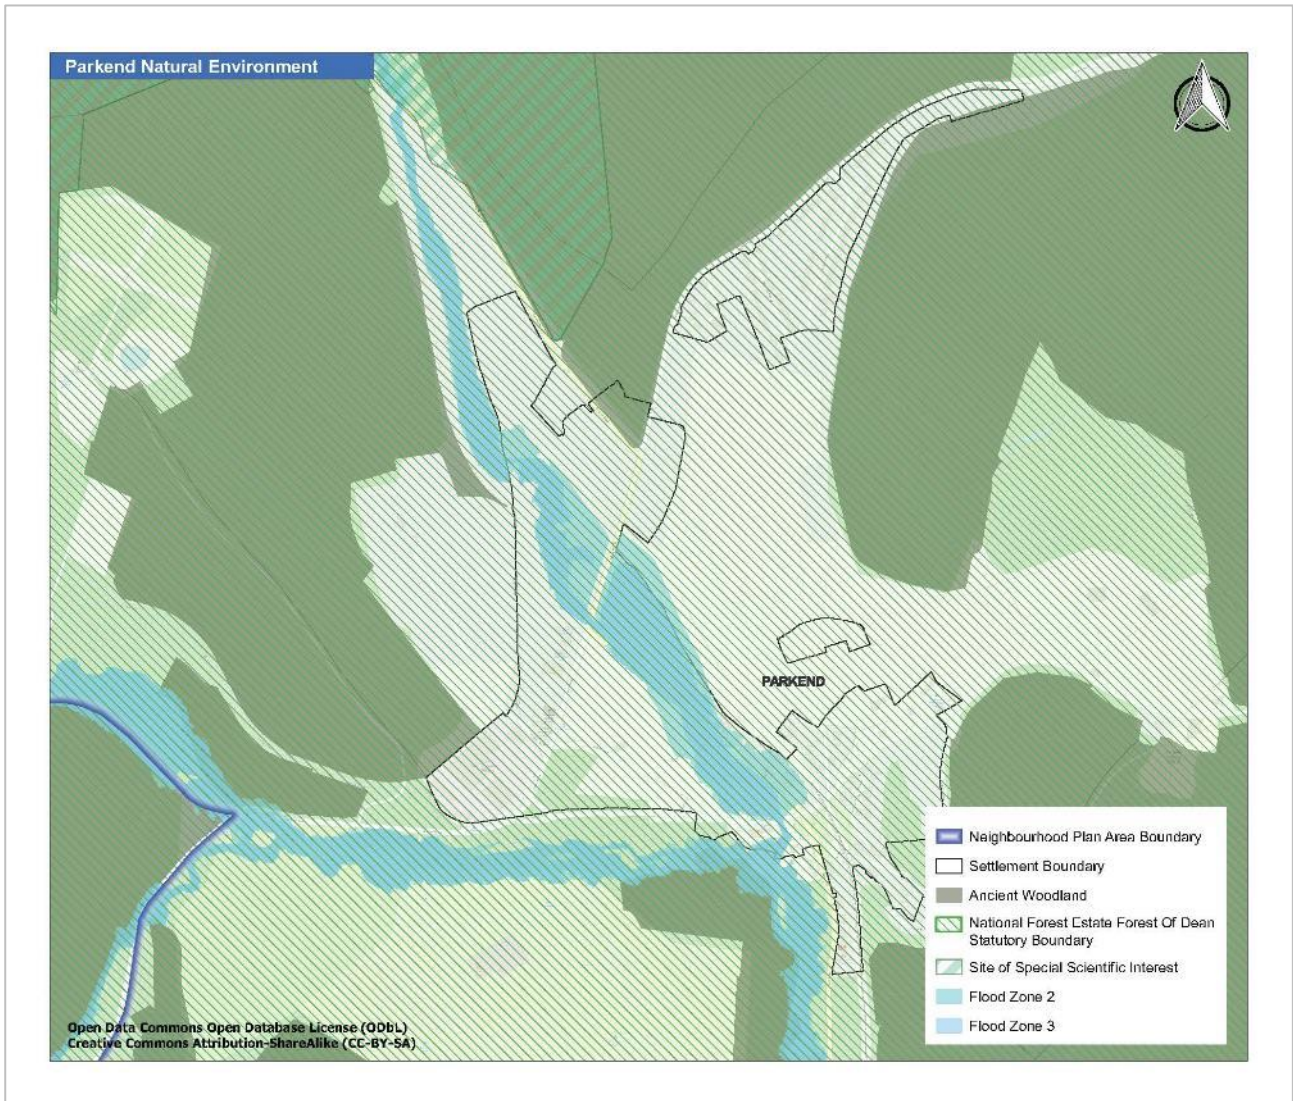 Parkend Natural Environment
PARKEND
Neighbourhood Plan Area Boundary
Settlement Boundary
Ancient Woodland
National Forest Estate Forest Of Dean
Statutory Boundary
Site of Special Scientific Interest
Flood Zone 2
Flood Zone 3
Open Data Commons Open Database License (ODbL)
Creative Commons Attribution-ShareAlike (CC-BY-SA)